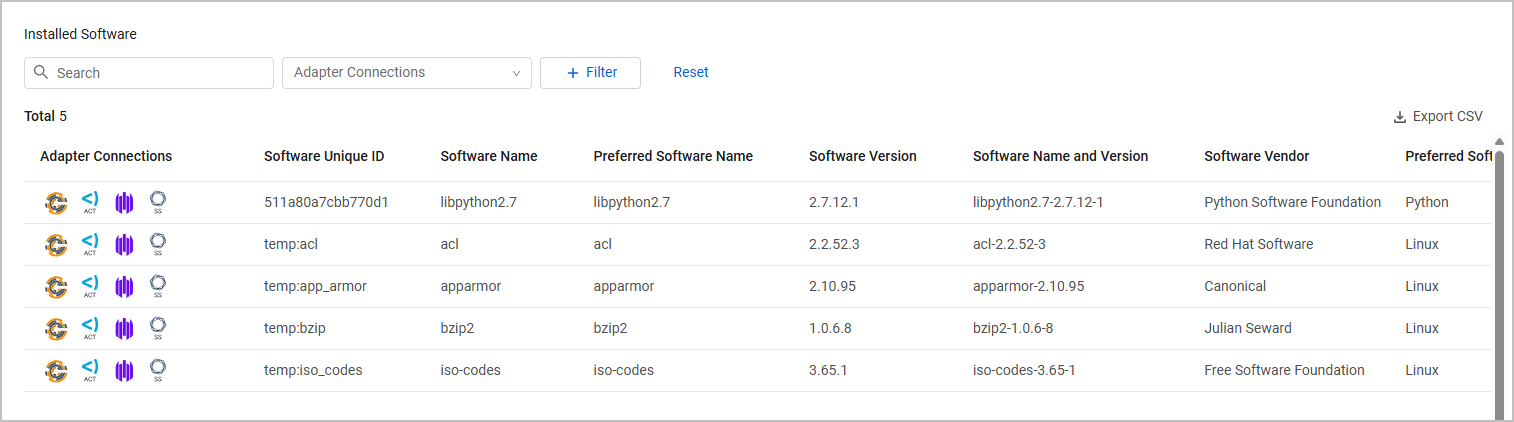 Installed Software
Search Adapter Connections + Filter Reset
Total 5 Export CSV
Adapter Connections Software Unique ID Software Name Preferred Software Name Software Version Software Name and Version Software Vendor Preferred Soft
ACT SS 511a80a7cbb770d1 libpython2.7 libpython2.7 2.7.12.1 libpython2.7-2.7.12-1 Python Software Foundation Python
ACT SS temp:acl acl acl 2.2.52.3 acl-2.2.52-3 Red Hat Software Linux
ACT SS temp:app_armor apparmor apparmor 2.10.95 apparmor-2.10.95 Canonical Linux
ACT SS temp:bzip bzip2 bzip2 1.0.6.8 bzip2-1.0.6-8 Julian Seward Linux
ACT SS temp:iso_codes iso-codes iso-codes 3.65.1 iso-codes-3.65-1 Free Software Foundation Linux